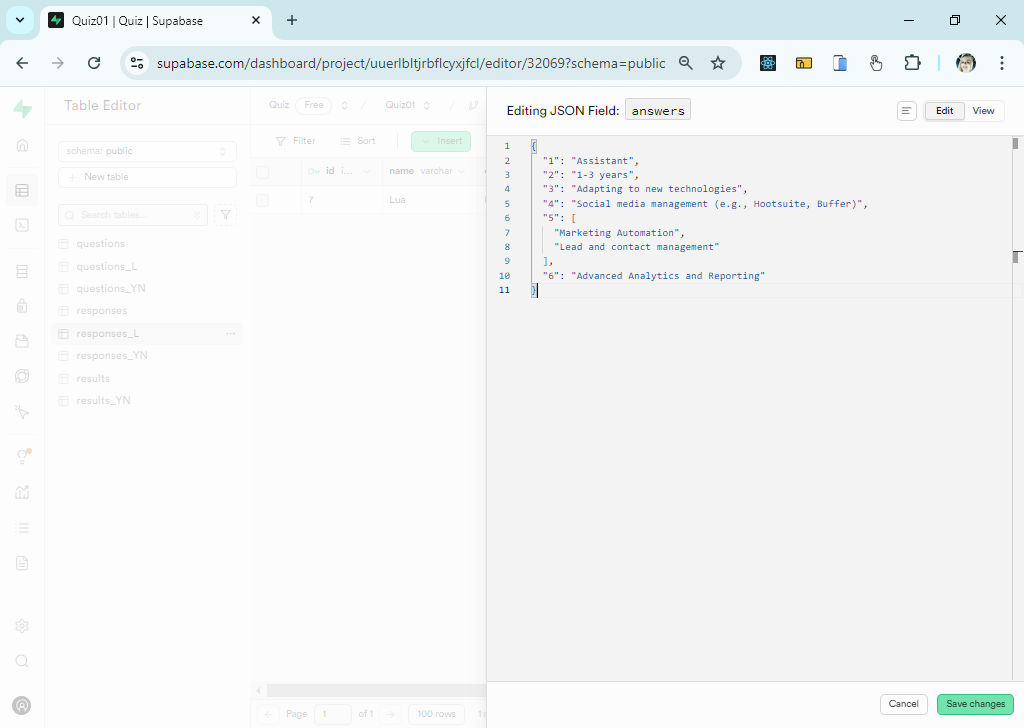 Quiz01 | Quiz | Supabase
supabase.com/dashboard/project/uuerlbltjrbflcyxjfcl/editor/32069?schema=public
Table Editor
Quiz Free / Quiz01 /
schema: public
New table
Search tables...
questions
questions_L
questions_YN
responses
responses_L
responses_YN
results
results_YN
Filter Sort Insert
id name varchar
7 Lua
Page 1 of 1 100 rows
Editing JSON Field: answers
Edit View
1 {
2 "1": "Assistant",
3 "2": "1-3 years",
4 "3": "Adapting to new technologies",
5 "4": "Social media management (e.g., Hootsuite, Buffer)",
6 "5": [
7 "Marketing Automation",
8 "Lead and contact management"
9 ],
10 "6": "Advanced Analytics and Reporting"
11 }
Cancel Save changes